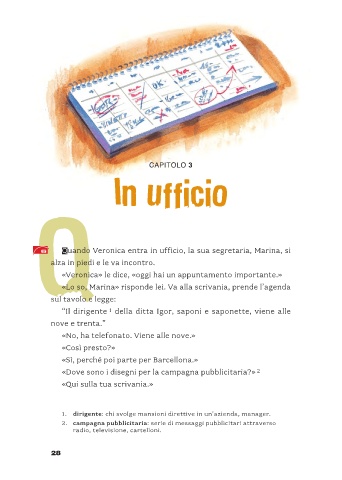 CAPITOLO 3
In ufficio
Quando Veronica entra in ufficio, la sua segretaria, Marina, si
alza in piedi e le va incontro.
«Veronica» le dice, «oggi hai un appuntamento importante.»
«Lo so, Marina» risponde lei. Va alla scrivania, prende l'agenda
sul tavolo e legge:
"Il dirigente 1 della ditta Igor, saponi e saponette, viene alle
nove e trenta."
«No, ha telefonato. Viene alle nove.»
«Così presto?»
«Sì, perché poi parte per Barcellona.»
«Dove sono i disegni per la campagna pubblicitaria?» 2
«Qui sulla tua scrivania.»
1. dirigente: chi svolge mansioni direttive in un'azienda, manager.
2. campagna pubblicitaria: serie di messaggi pubblicitari attraverso
radio, televisione, cartelloni.
28